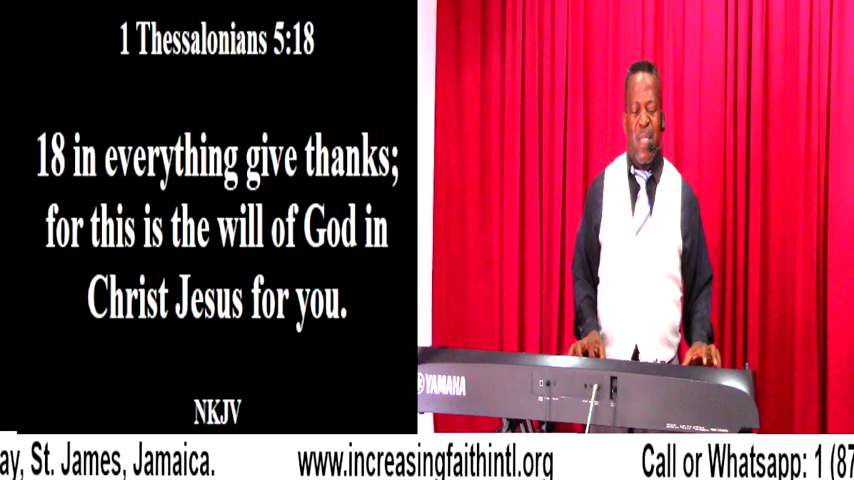 1 Thessalonians 5:18
18 in everything give thanks;
for this is the will of God in
Christ Jesus for you.
NKJV
YAMAHA
ay, St. James, Jamaica. www.increasingfaithintl.org Call or Whatsapp: 1 (87